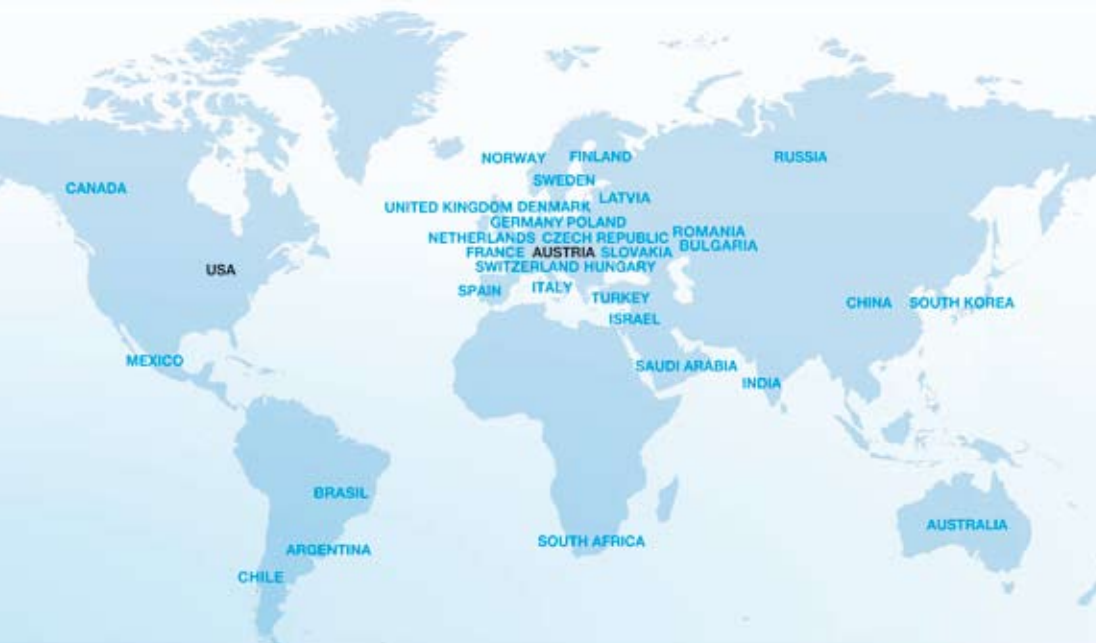 NORWAY FINLAND RUSSIA
SWEDEN
CANADA
LATVIA
UNITED KINGDOM DENMARK
GERMANY POLAND
ROMANIA
NETHERLANDS CZECH REPUBLIC
BULGARIA
FRANCE AUSTRIA SLOVAKIA
SWITZERLAND HUNGARY
USA
ITALY
SPAIN
TURKEY
CHINA SOUTH KOREA
ISRAEL
MEXICO
SAUDI ARABIA
INDIA
BRASIL
AUSTRALIA
SOUTH AFRICA
ARGENTINA
CHILE